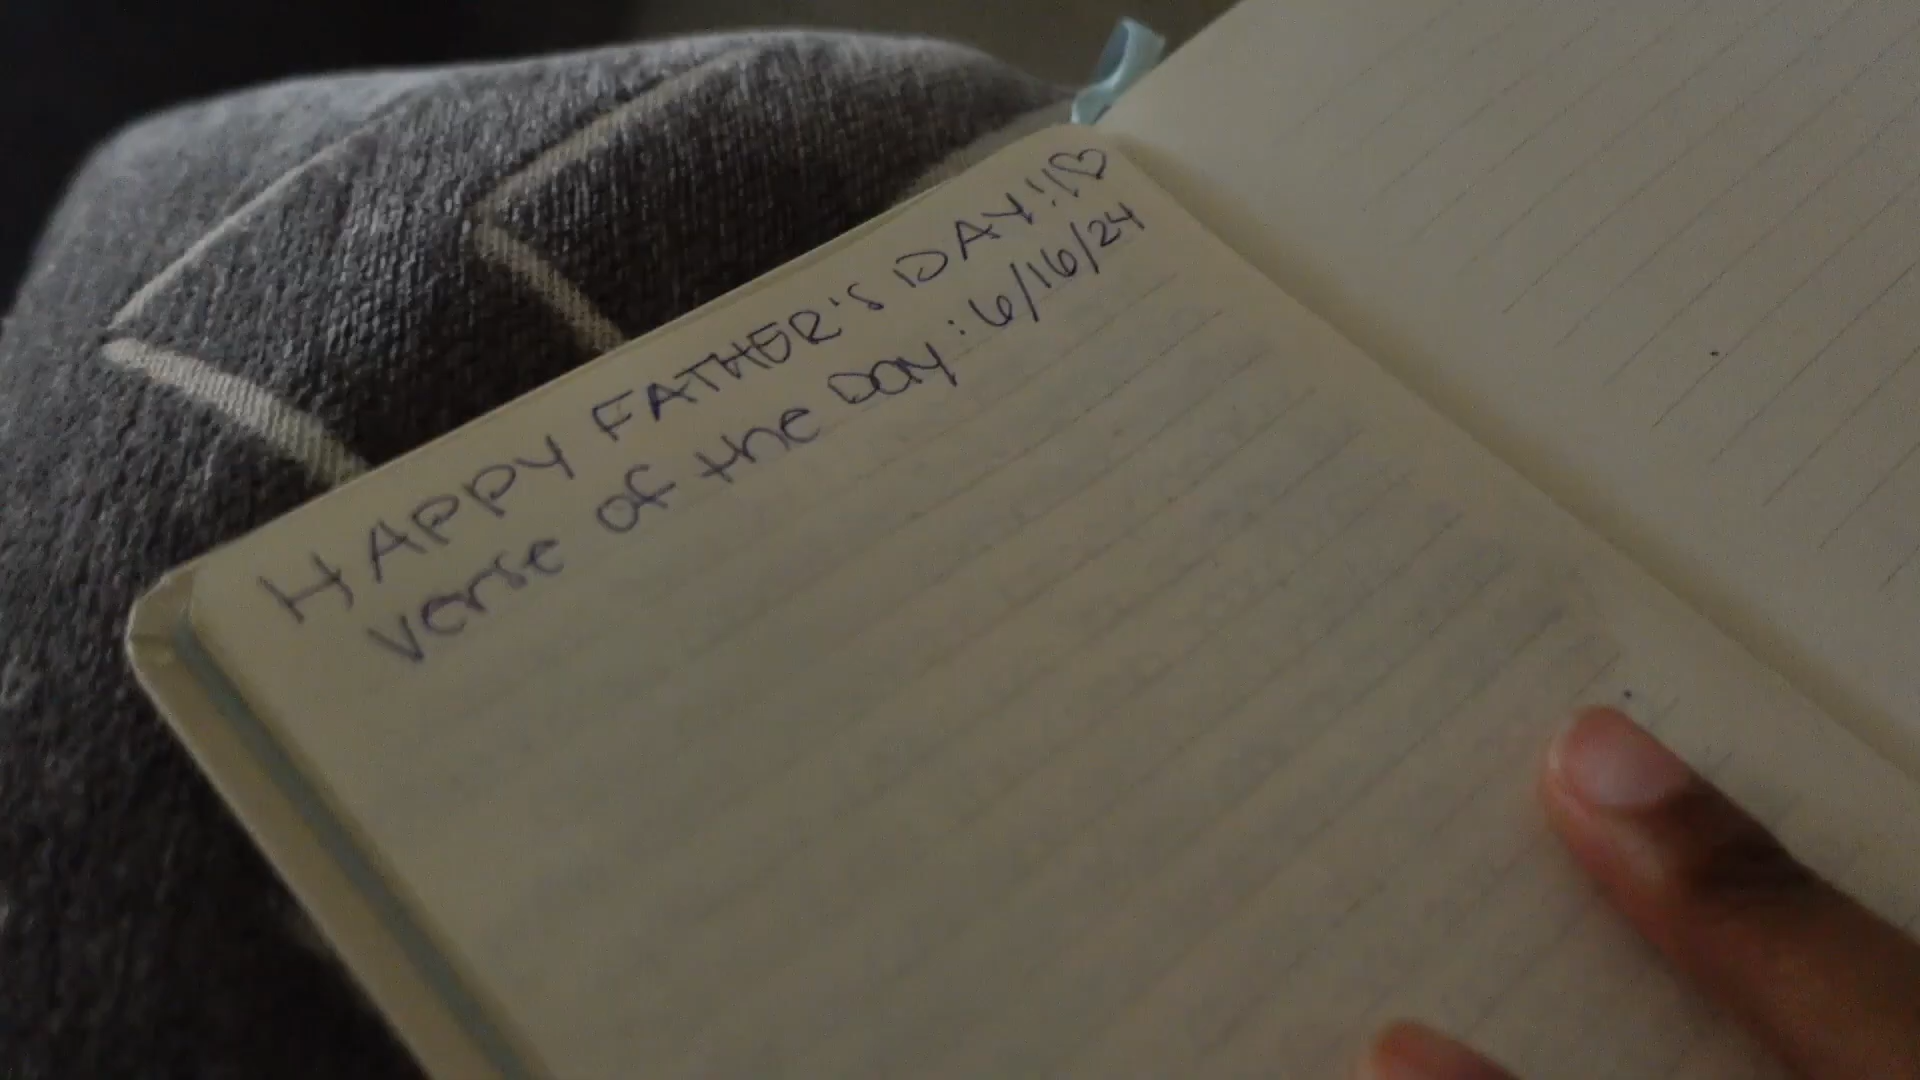 HAPPY FATHER'S DAY!! ♡
Verse of the Day: 6/16/24